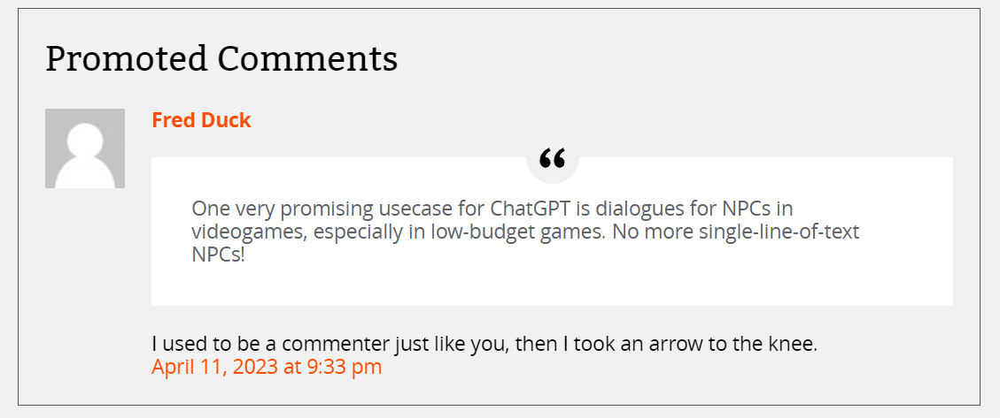 Promoted Comments
Fred Duck
“
One very promising usecase for ChatGPT is dialogues for NPCs in
videogames, especially in low-budget games. No more single-line-of-text
NPCs!
I used to be a commenter just like you, then I took an arrow to the knee.
April 11, 2023 at 9:33 pm